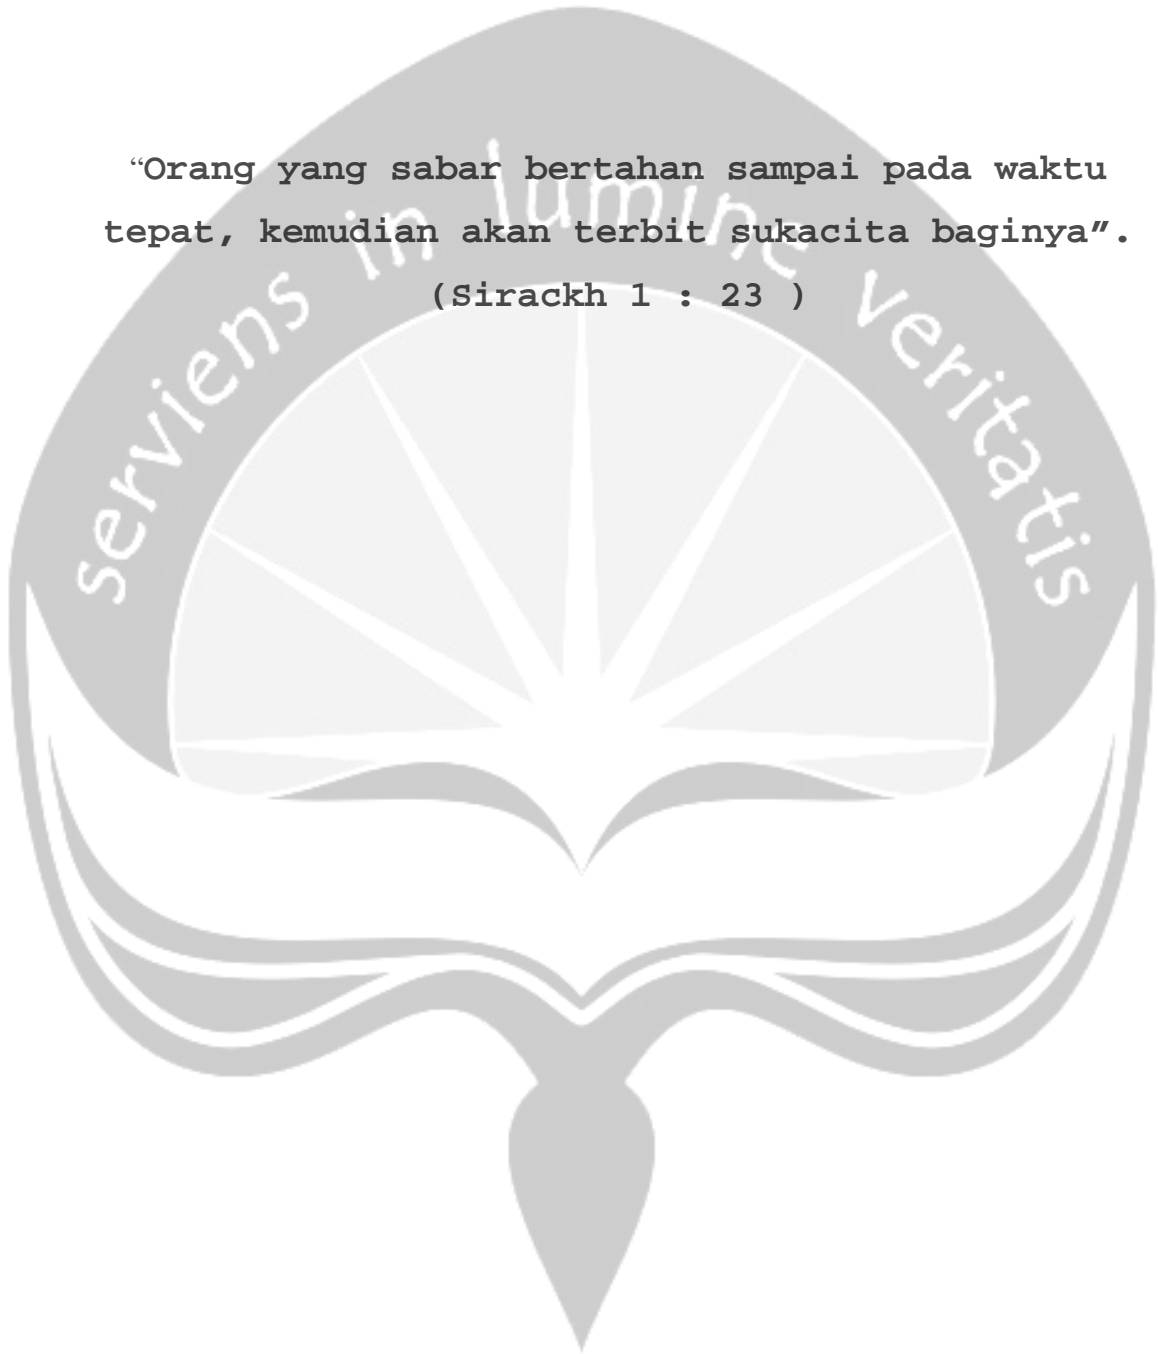 “Orang yang sabar bertahan sampai pada waktu
tepat, kemudian akan terbit sukacita baginya”.
(Sirackh 1 : 23 )
serviens in lumine veritatis